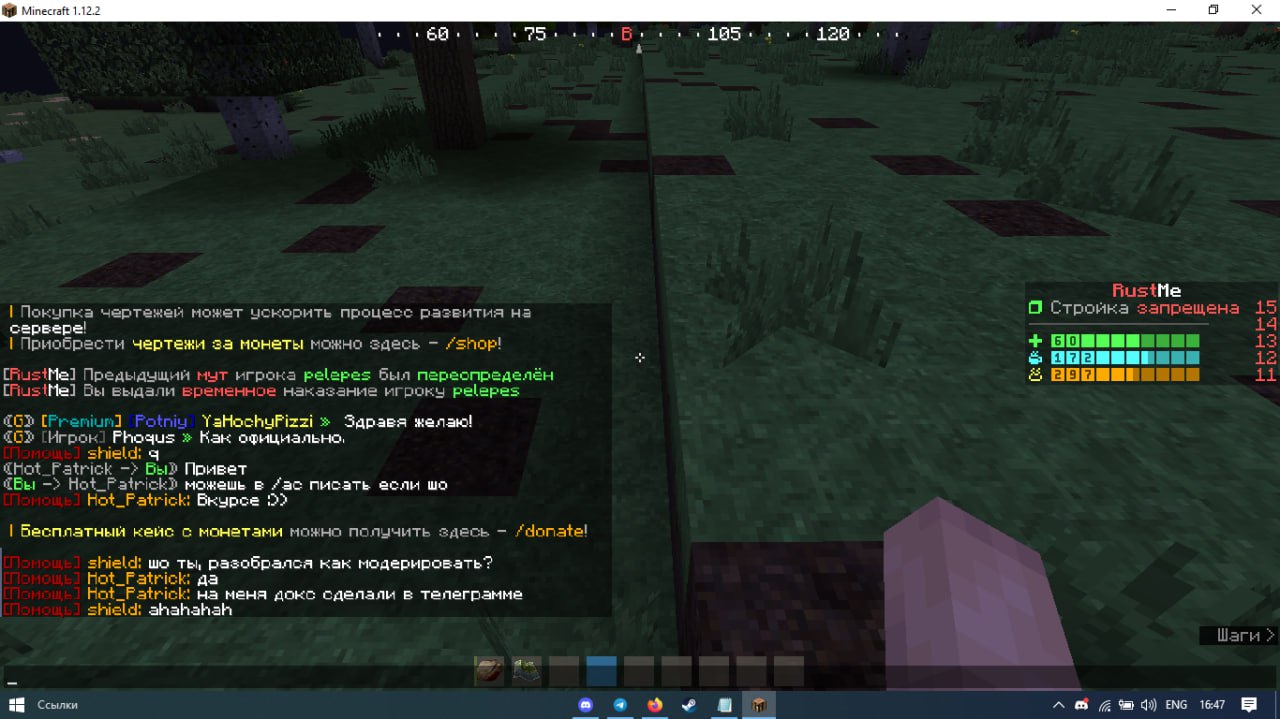 Minecraft 1.12.2
60 75 B 105 120
| Покупка чертежей может ускорить процесс развития на
сервере!
| Приобрести чертежи за монеты можно здесь – /shop!
[RustMe] Предыдущий мут игрока pelepes был переопределён
[RustMe] Вы выдали временное наказание игроку pelepes
⟪G⟫ [Premium] [Potniy] YaHochyPizzi » Здравя желаю!
⟪G⟫ [Игрок] Phoqus » Как официально.
[Помощь] shield: q
⟪Hot_Patrick –> Вы⟫ Привет
⟪Вы –> Hot_Patrick⟫ можешь в /ac писать если шо
[Помощь] Hot_Patrick: Вкурсе :))
| Бесплатный кейс с монетами можно получить здесь – /donate!
[Помощь] shield: шо ты, разобрался как модерировать?
[Помощь] Hot_Patrick: да
[Помощь] Hot_Patrick: на меня докс сделали в телеграмме
[Помощь] shield: ahahahah
RustMe
Стройка запрещена 15
14
60 13
172 12
297 11
Шаги >
_
Ссылки
ENG 16:47